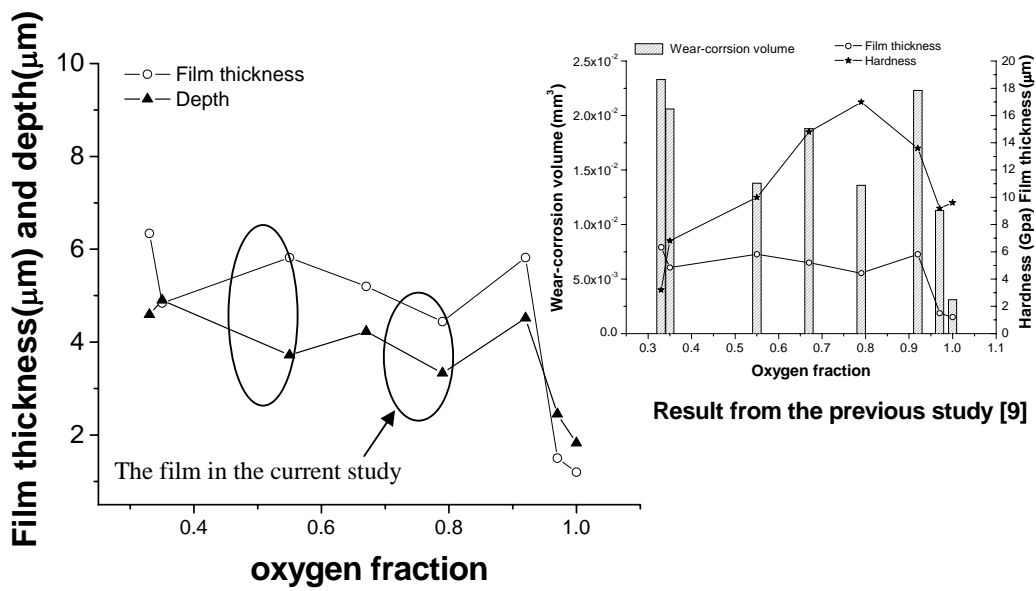 Film thickness(μm) and depth(μm)
10
8
6
4
2
Film thickness
Depth
The film in the current study
0.4
0.6
0.8
1.0
oxygen fraction
Wear-corrsion volume
Film thickness
Hardness
Wear-corrosion volume (mm³)
2.5x10⁻²
2.0x10⁻²
1.5x10⁻²
1.0x10⁻²
5.0x10⁻³
0.0
20
18
16
14
12
10
8
6
4
2
0
Hardness (Gpa) Film thickness (μm)
0.3 0.4 0.5 0.6 0.7 0.8 0.9 1.0 1.1
Oxygen fraction
Result from the previous study [9]